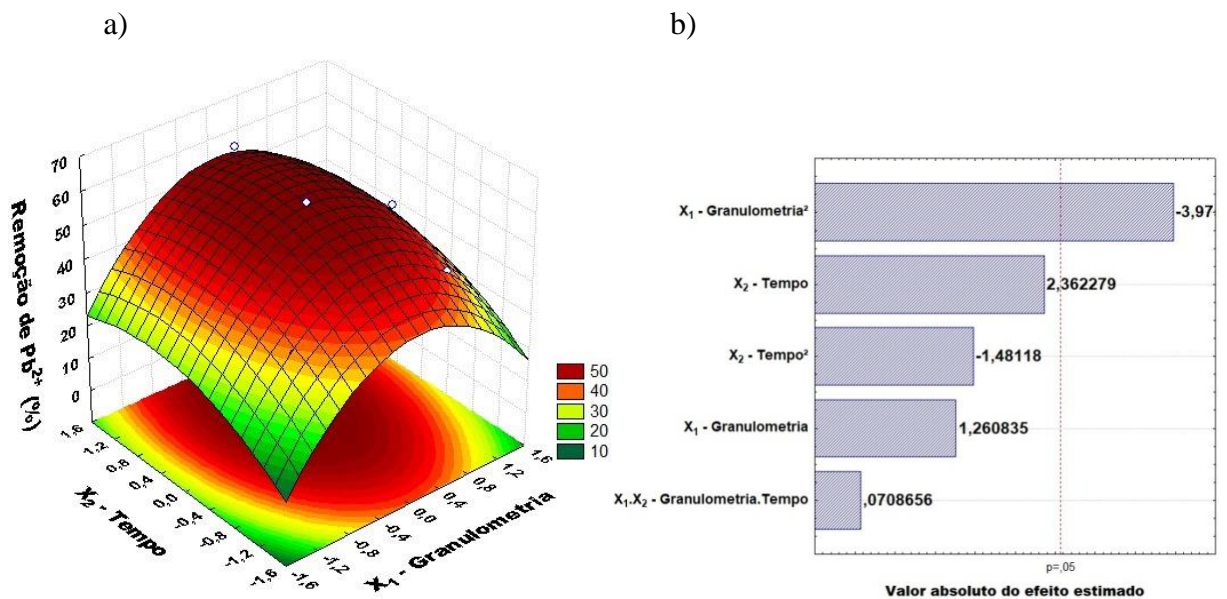 a)
b)
Remoção de Pb²⁺ (%)
70
60
50
40
30
20
10
0
1,6
1,2
0,8
0,4
0,0
-0,4
-0,8
-1,2
-1,6
X₂ - Tempo
-1,6
-1,2
-0,8
-0,4
0,0
0,4
0,8
1,2
1,6
X₁ - Granulometria
50
40
30
20
10
X₁ - Granulometria² -3,97
X₂ - Tempo 2,362279
X₂ - Tempo² -1,48118
X₁ - Granulometria 1,260835
X₁.X₂ - Granulometria.Tempo ,0708656
p=,05
Valor absoluto do efeito estimado